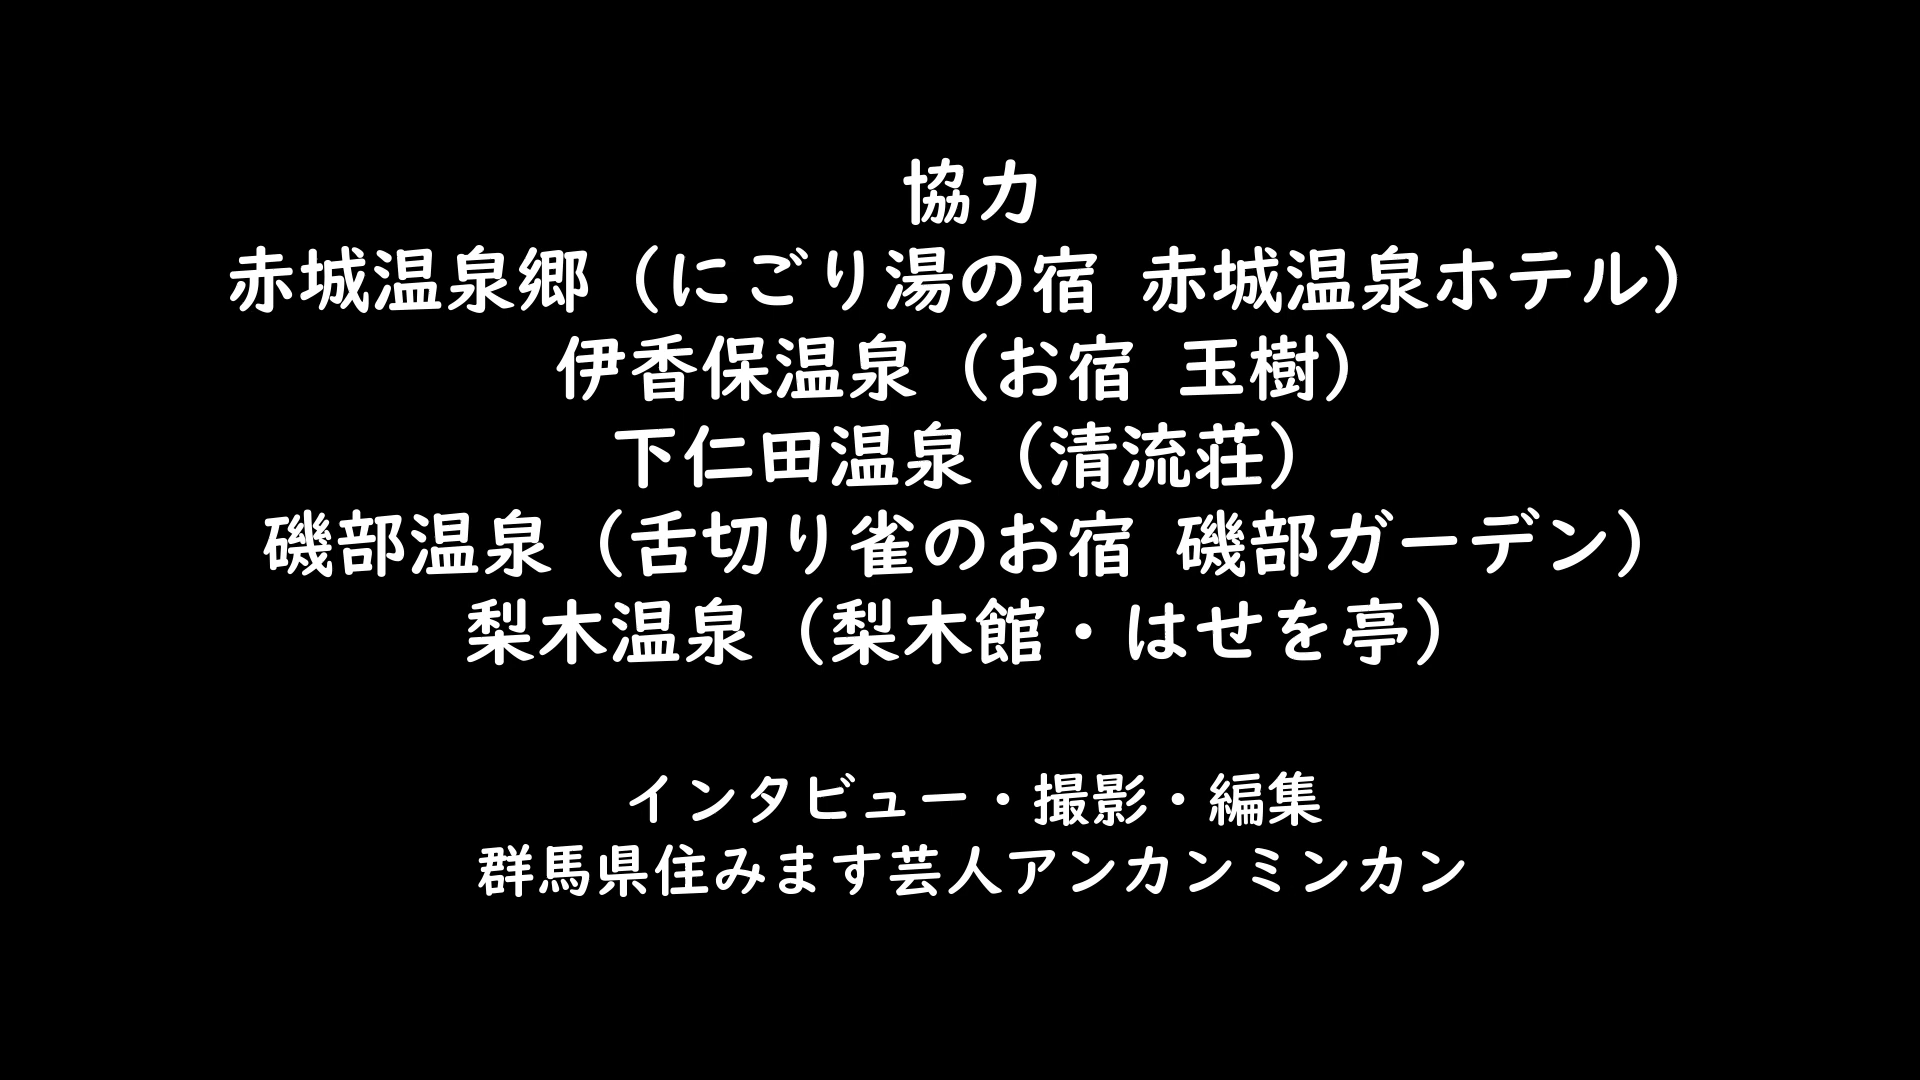 協力
赤城温泉郷（にごり湯の宿 赤城温泉ホテル）
伊香保温泉（お宿 玉樹）
下仁田温泉（清流荘）
磯部温泉（舌切り雀のお宿 磯部ガーデン）
梨木温泉（梨木館・はせを亭）
インタビュー・撮影・編集
群馬県住みます芸人アンカンミンカン